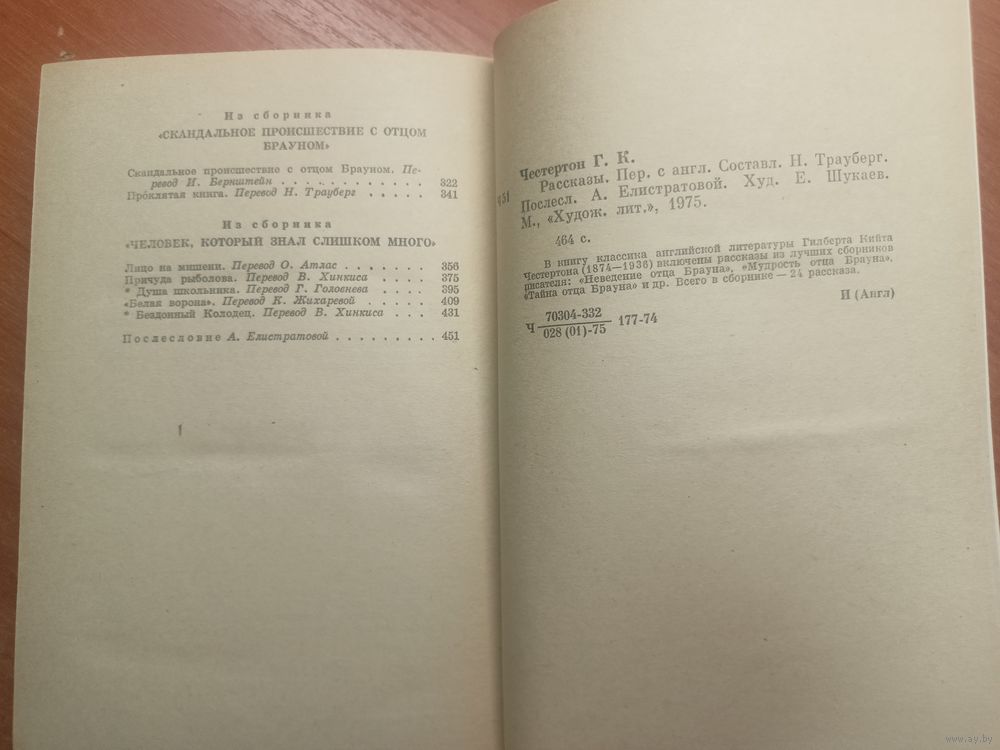 Из сборника
«СКАНДАЛЬНОЕ ПРОИСШЕСТВИЕ С ОТЦОМ
БРАУНОМ»
Скандальное происшествие с отцом Брауном. Пе-
ревод И. Бернштейн . . . . . . . . . . . . 322
Проклятая книга. Перевод Н. Трауберг . . . . . 341
Из сборника
«ЧЕЛОВЕК, КОТОРЫЙ ЗНАЛ СЛИШКОМ МНОГО»
Лицо на мишени. Перевод О. Атлас . . . . . . . 356
Причуда рыболова. Перевод В. Хинкиса . . . . 375
* Душа школьника. Перевод Г. Головнева . . . . 395
«Белая ворона». Перевод К. Жихаревой . . . . 409
* Бездонный Колодец. Перевод В. Хинкиса . . . 431
Послесловие А. Елистратовой . . . . . . . . . 451
Честертон Г. К.
Ч 51 Рассказы. Пер. с англ. Составл. Н. Трауберг.
Послесл. А. Елистратовой. Худ. Е. Шукаев.
М., «Худож. лит.», 1975.
464 с.
В книгу классика английской литературы Гилберта Кийта
Честертона (1874—1936) включены рассказы из лучших сборников
писателя: «Неведение отца Брауна», «Мудрость отца Брауна»,
«Тайна отца Брауна» и др. Всего в сборнике — 24 рассказа.
Ч 70304-332 177-74
028 (01)-75
И (Англ)
www.ay.by